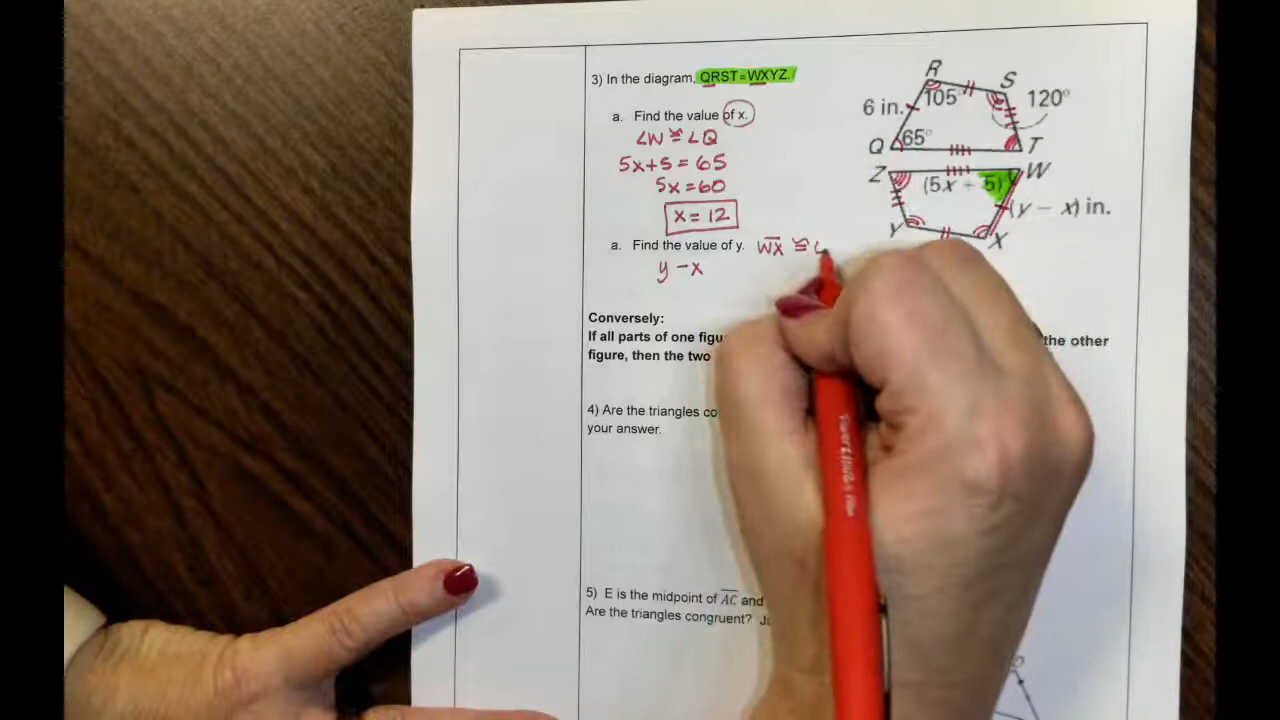 3) In the diagram, QRST ≅ WXYZ.
a. Find the value of x.
∠W ≅ ∠Q
5x+5 = 65
5x = 60
x = 12
a. Find the value of y. WX ≅
y - x
R
S
105°
120°
6 in.
Q
65°
T
Z
W
(5x + 5)
(y - x) in.
Y
X
Conversely:
If all parts of one the other
figure, then the two
4) Are the triangles
your answer.
5) E is the midpoint of AC and
Are the triangles congruent?